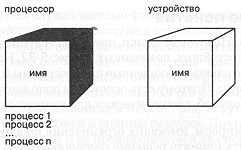 процессор
устройство
имя
имя
процесс 1
процесс 2
...
процесс n